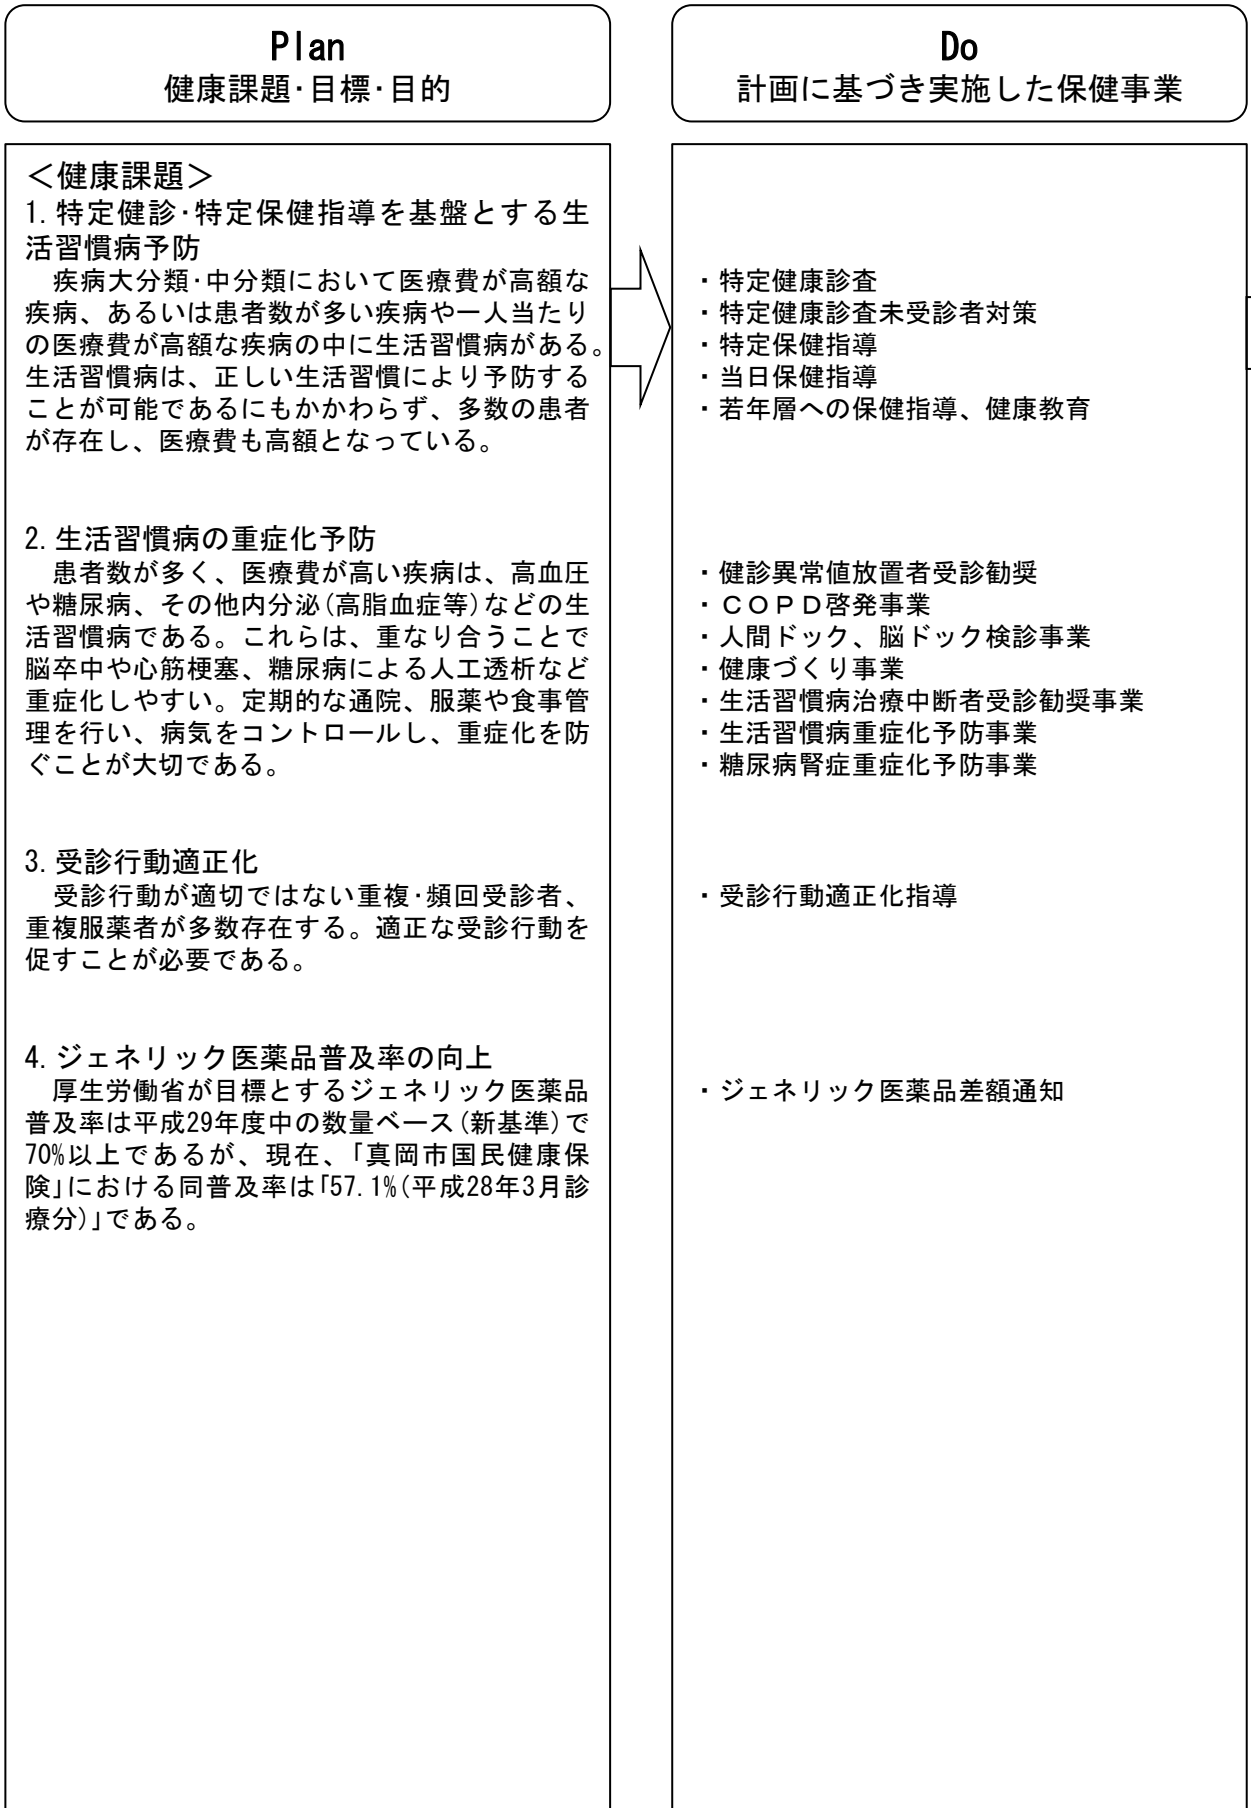 Plan
健康課題･目標･目的
＜健康課題＞
1.特定健診･特定保健指導を基盤とする生
活習慣病予防
　疾病大分類･中分類において医療費が高額な
疾病、あるいは患者数が多い疾病や一人当たり
の医療費が高額な疾病の中に生活習慣病がある。
生活習慣病は、正しい生活習慣により予防する
ことが可能であるにもかかわらず、多数の患者
が存在し、医療費も高額となっている。
2.生活習慣病の重症化予防
　患者数が多く、医療費が高い疾病は、高血圧
や糖尿病、その他内分泌(高脂血症等)などの生
活習慣病である。これらは、重なり合うことで
脳卒中や心筋梗塞、糖尿病による人工透析など
重症化しやすい。定期的な通院、服薬や食事管
理を行い、病気をコントロールし、重症化を防
ぐことが大切である。
3.受診行動適正化
　受診行動が適切ではない重複･頻回受診者、
重複服薬者が多数存在する。適正な受診行動を
促すことが必要である。
4.ジェネリック医薬品普及率の向上
　厚生労働省が目標とするジェネリック医薬品
普及率は平成29年度中の数量ベース(新基準)で
70%以上であるが、現在、｢真岡市国民健康保
険｣における同普及率は｢57.1%(平成28年3月診
療分)｣である。
Do
計画に基づき実施した保健事業
・特定健康診査
・特定健康診査未受診者対策
・特定保健指導
・当日保健指導
・若年層への保健指導、健康教育
・健診異常値放置者受診勧奨
・ＣＯＰＤ啓発事業
・人間ドック、脳ドック検診事業
・健康づくり事業
・生活習慣病治療中断者受診勧奨事業
・生活習慣病重症化予防事業
・糖尿病腎症重症化予防事業
・受診行動適正化指導
・ジェネリック医薬品差額通知